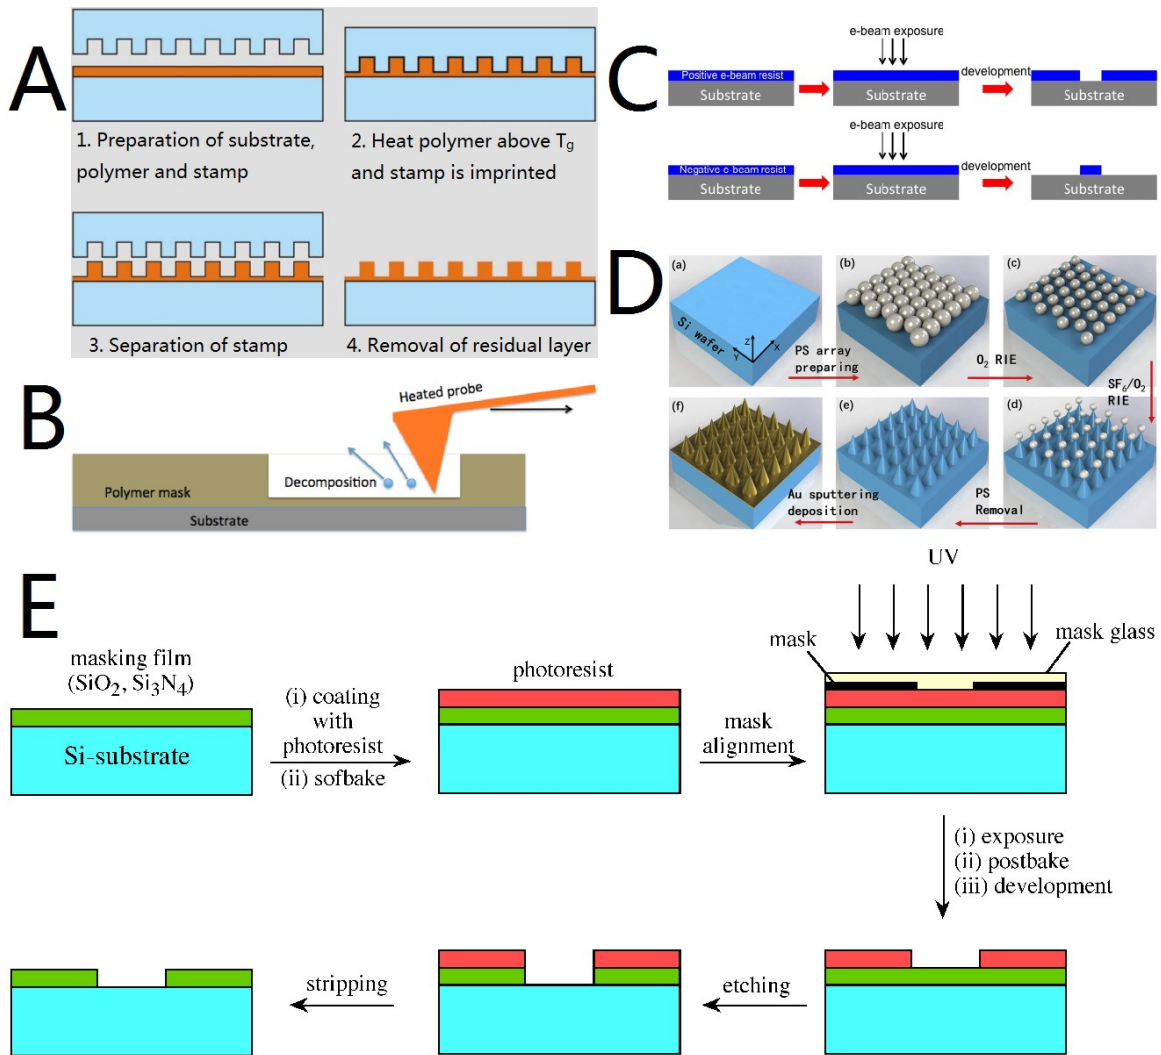 A
1. Preparation of substrate,
polymer and stamp
2. Heat polymer above Tg
and stamp is imprinted
3. Separation of stamp
4. Removal of residual layer
B
Heated probe
Decomposition
Polymer mask
Substrate
C
e-beam exposure
Positive e-beam resist
development
Substrate
Substrate
Substrate
e-beam exposure
Negative e-beam resist
development
Substrate
Substrate
Substrate
D
(a)
Si wafer
Z
Y
X
PS array
preparing
(b)
O2 RIE
(c)
SF6/O2
RIE
(d)
PS
Removal
(e)
Au sputtering
deposition
(f)
E
masking film
(SiO2, Si3N4)
Si-substrate
(i) coating
with
photoresist
(ii) sofbake
photoresist
mask
alignment
UV
mask
mask glass
(i) exposure
(ii) postbake
(iii) development
etching
stripping